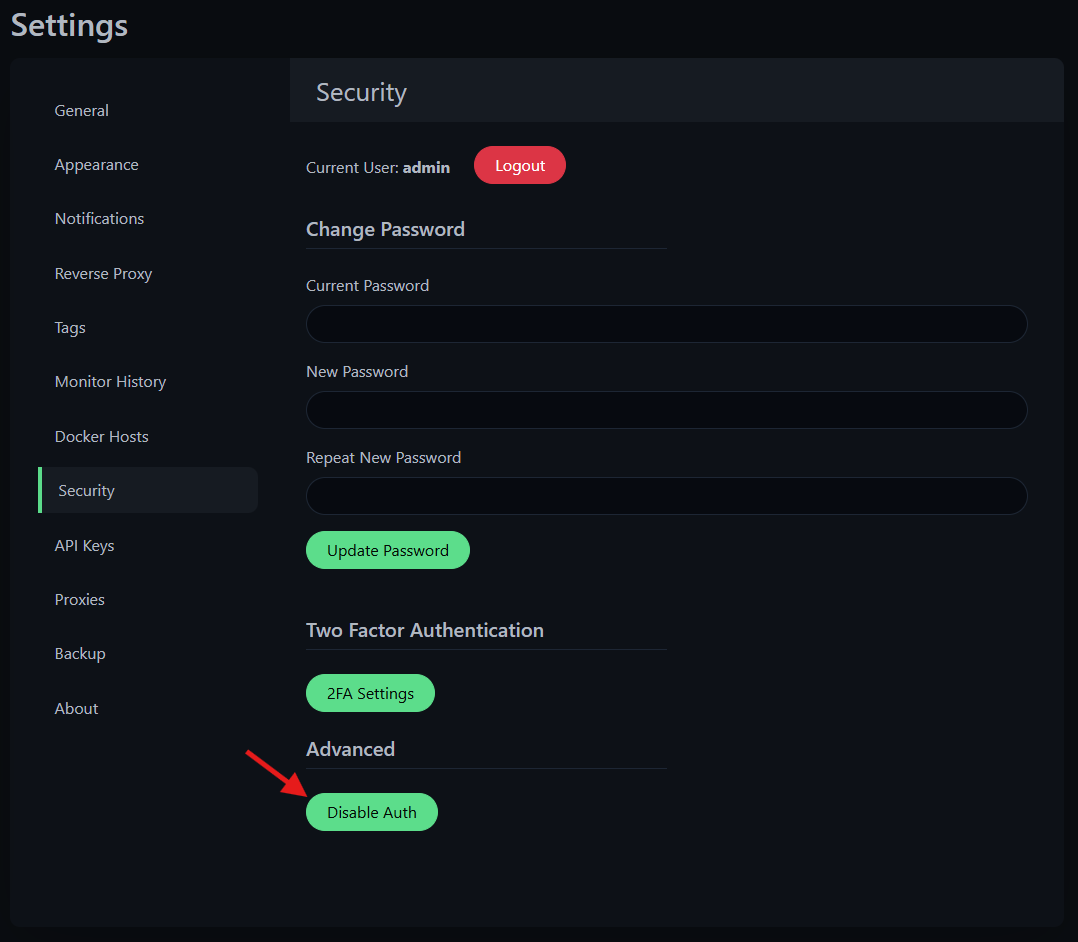 Settings
General
Appearance
Notifications
Reverse Proxy
Tags
Monitor History
Docker Hosts
Security
API Keys
Proxies
Backup
About
Security
Current User: admin
Logout
Change Password
Current Password
New Password
Repeat New Password
Update Password
Two Factor Authentication
2FA Settings
Advanced
Disable Auth